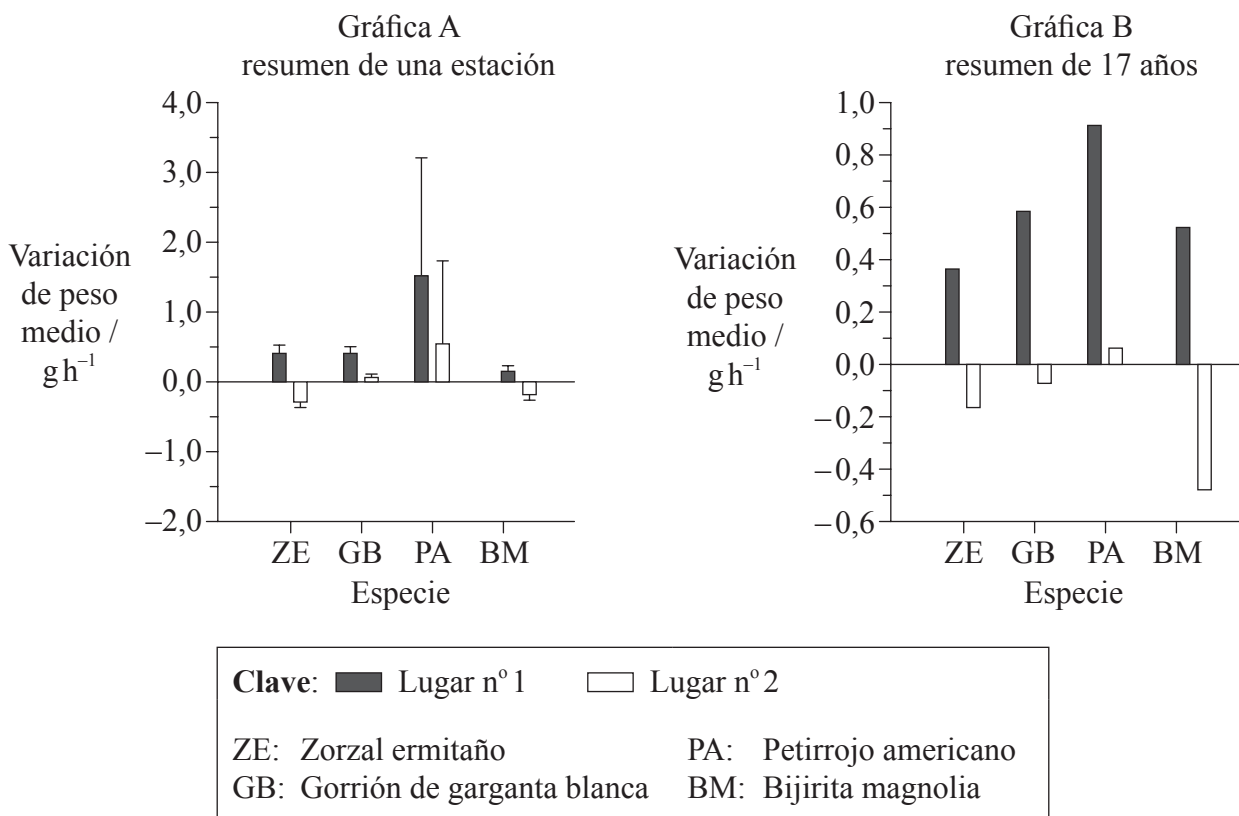 Gráfica A
resumen de una estación
4,0
3,0
2,0
1,0
0,0
–1,0
–2,0
Variación
de peso
medio /
g h⁻¹
ZE GB PA BM
Especie
Gráfica B
resumen de 17 años
1,0
0,8
0,6
0,4
0,2
0,0
–0,2
–0,4
–0,6
Variación
de peso
medio /
g h⁻¹
ZE GB PA BM
Especie
Clave: Lugar nº 1 Lugar nº 2
ZE: Zorzal ermitaño PA: Petirrojo americano
GB: Gorrión de garganta blanca BM: Bijirita magnolia